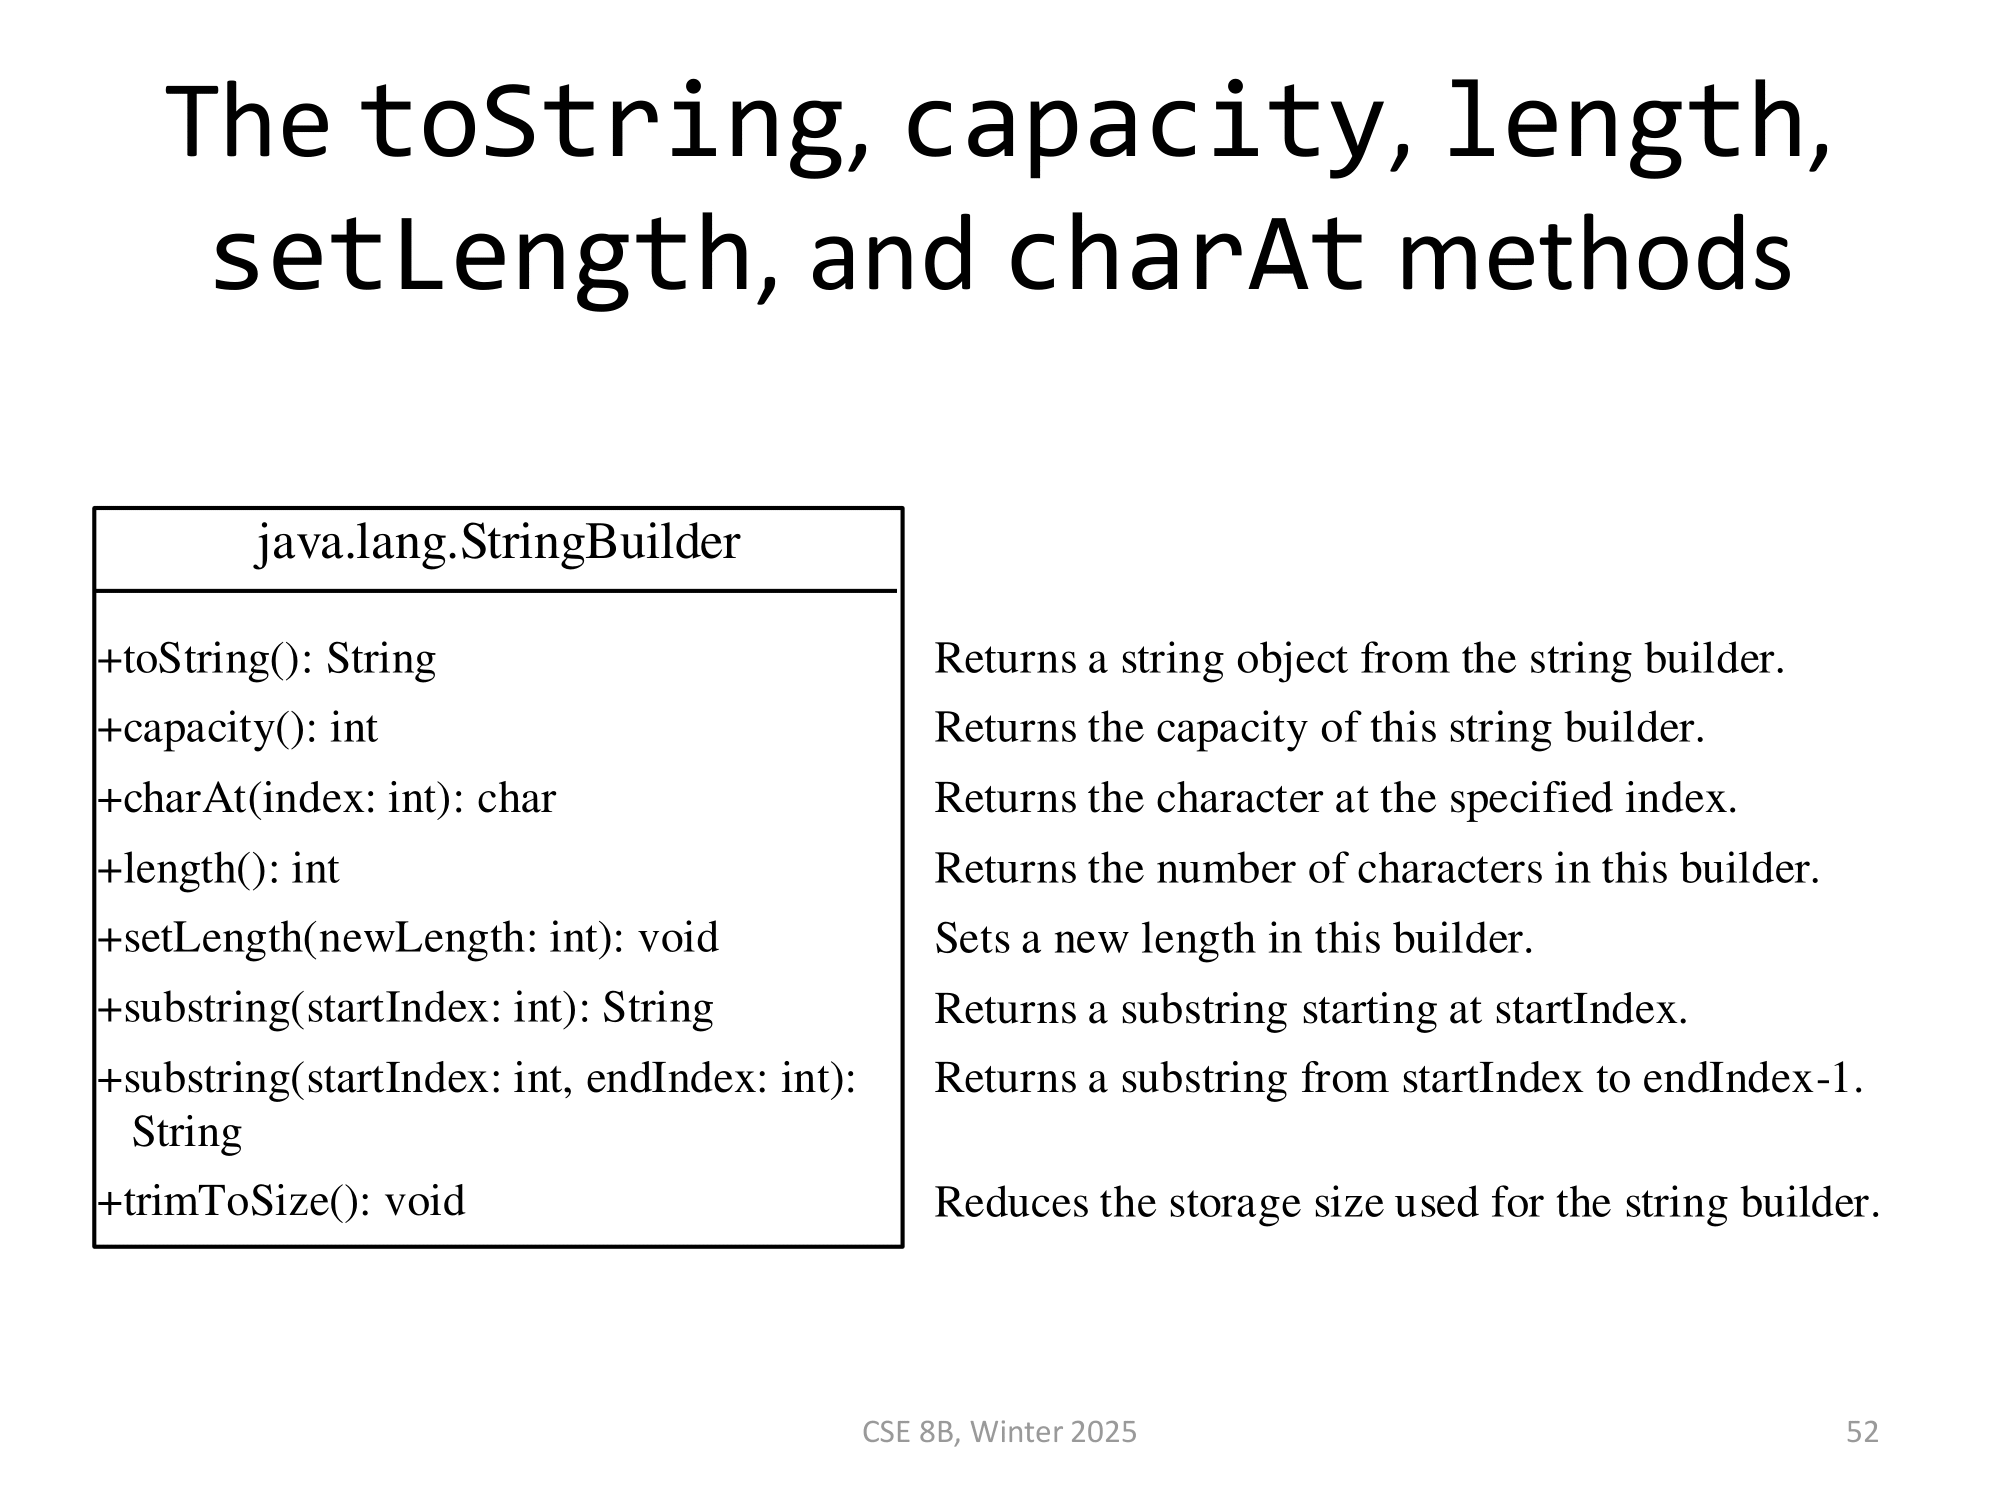 The toString, capacity, length,
setLength, and charAt methods
java.lang.StringBuilder
+toString(): String
Returns a string object from the string builder.
+capacity(): int
Returns the capacity of this string builder.
+charAt(index: int): char
Returns the character at the specified index.
+length(): int
Returns the number of characters in this builder.
+setLength(newLength: int): void
Sets a new length in this builder.
+substring(startIndex: int): String
Returns a substring starting at startIndex.
+substring(startIndex: int, endIndex: int):
String
Returns a substring from startIndex to endIndex-1.
+trimToSize(): void
Reduces the storage size used for the string builder.
CSE 8B, Winter 2025
52